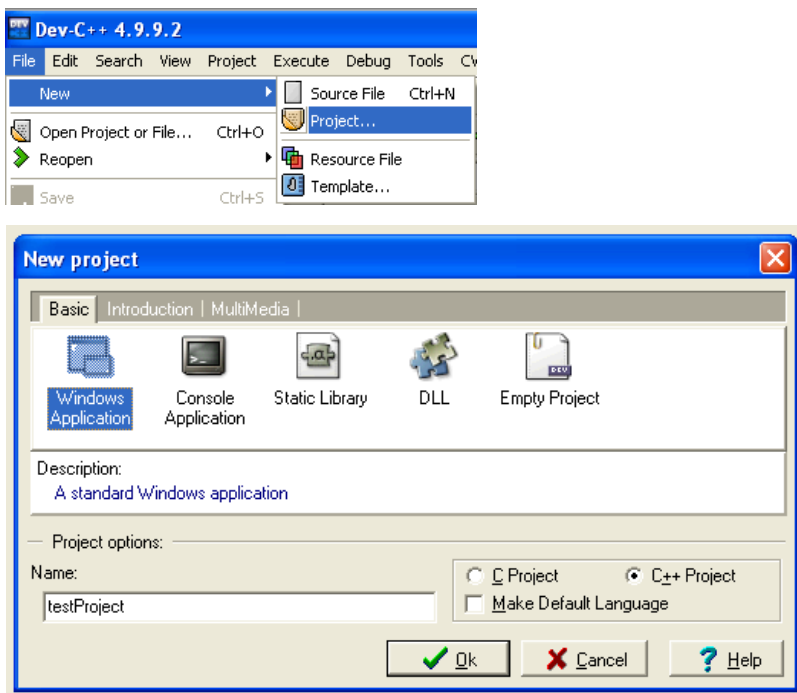 Dev-C++ 4.9.9.2
File Edit Search View Project Execute Debug Tools
New
Source File Ctrl+N
Project...
Open Project or File... Ctrl+O
Reopen
Resource File
Template...
Save Ctrl+S
New project
Basic Introduction | MultiMedia |
Windows Application
Console Application
Static Library
DLL
Empty Project
Description:
A standard Windows application
Project options:
Name:
C Project C++ Project
testProject
Make Default Language
Ok Cancel Help